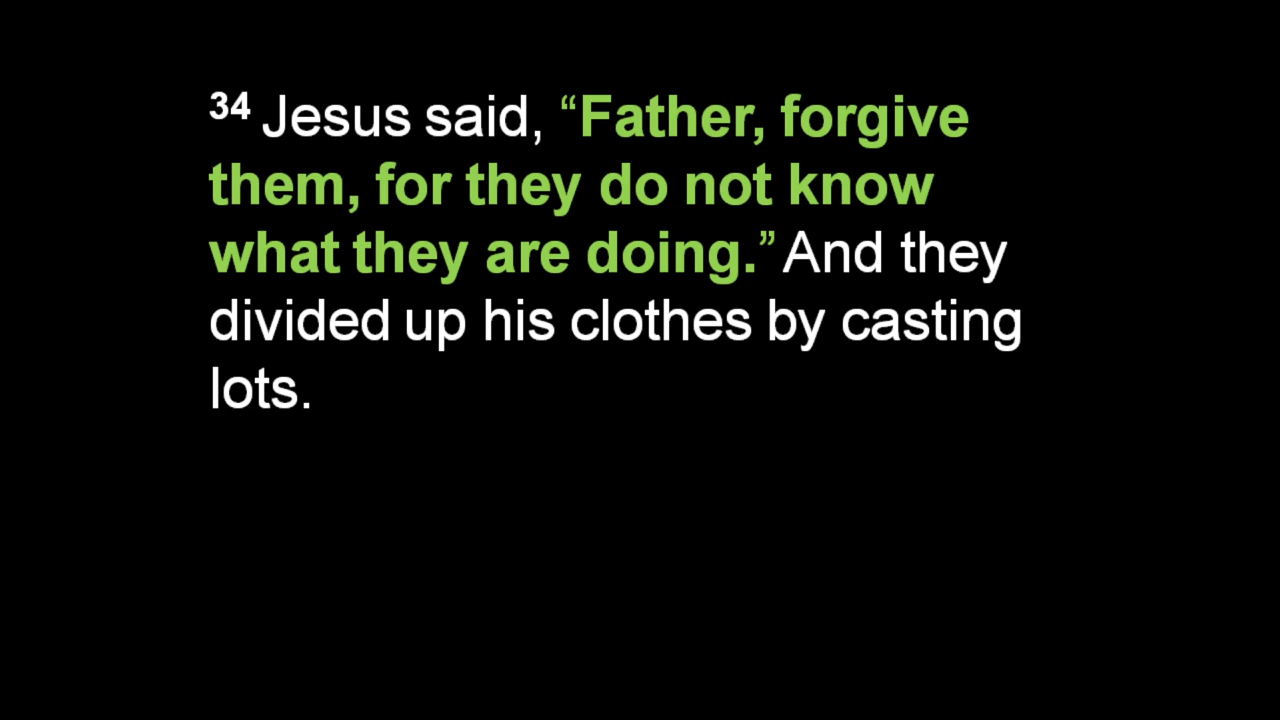 34 Jesus said, “Father, forgive
them, for they do not know
what they are doing.” And they
divided up his clothes by casting
lots.